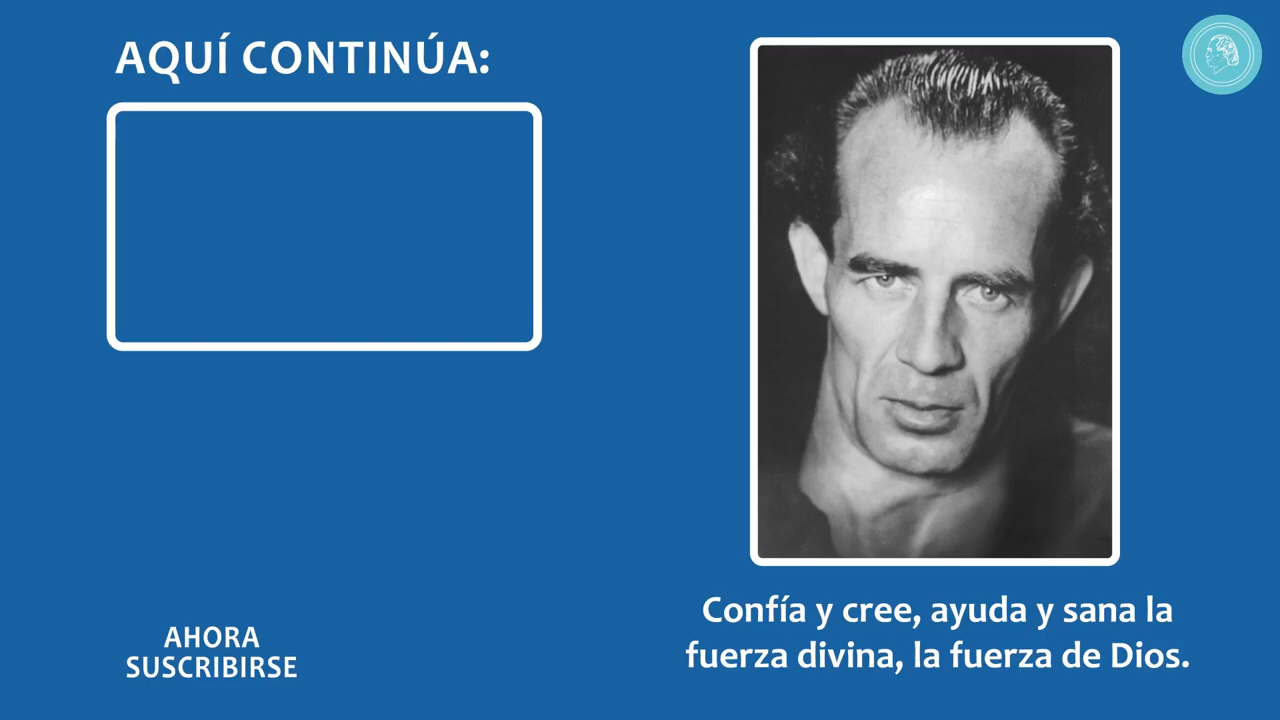 AQUÍ CONTINÚA:
AHORA
SUSCRIBIRSE
Confía y cree, ayuda y sana la
fuerza divina, la fuerza de Dios.